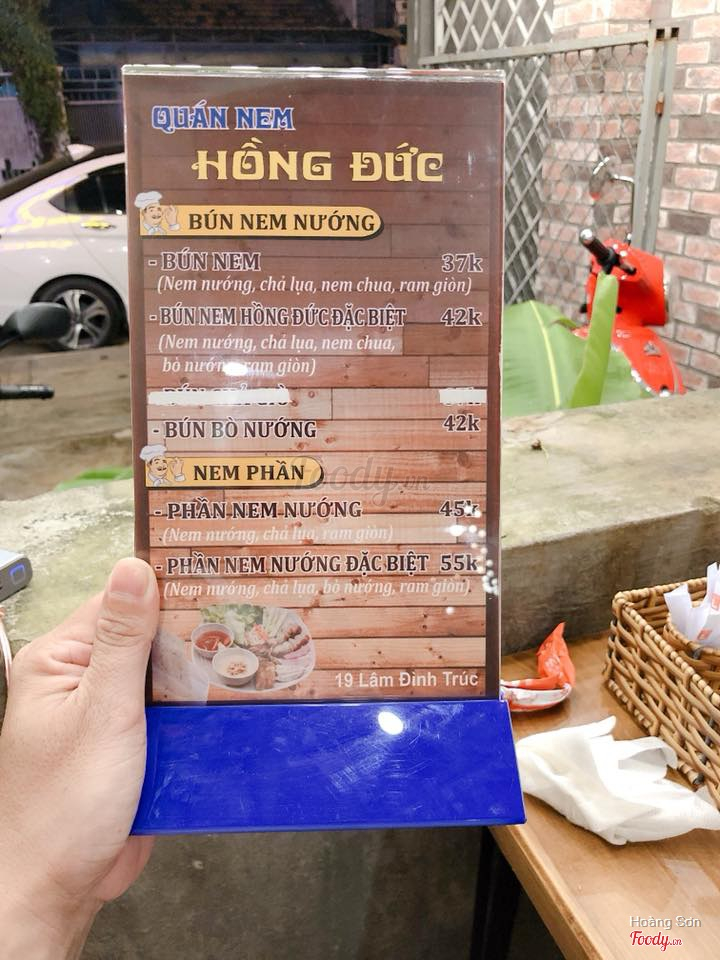 QUÁN NEM
HỒNG ĐỨC
BÚN NEM NƯỚNG
- BÚN NEM 37k
(Nem nướng, chả lụa, nem chua, ram giòn)
- BÚN NEM HỒNG ĐỨC ĐẶC BIỆT 42k
(Nem nướng, chả lụa, nem chua,
bò nướng, ram giòn)
- BÚN BÒ NƯỚNG 42k
NEM PHẦN
- PHẦN NEM NƯỚNG 45k
(Nem nướng, chả lụa, ram giòn)
- PHẦN NEM NƯỚNG ĐẶC BIỆT 55k
(Nem nướng, chả lụa, bò nướng, ram giòn)
19 Lâm Đình Trúc
Foody.vn
Hoàng Sơn
Foody.vn